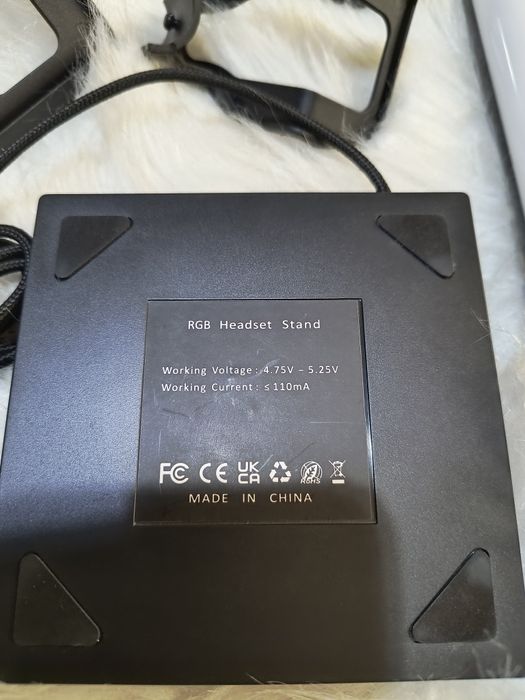 RGB Headset Stand
Working Voltage: 4.75V – 5.25V
Working Current: ≤110mA
FC CE UK CA RoHS
MADE IN CHINA